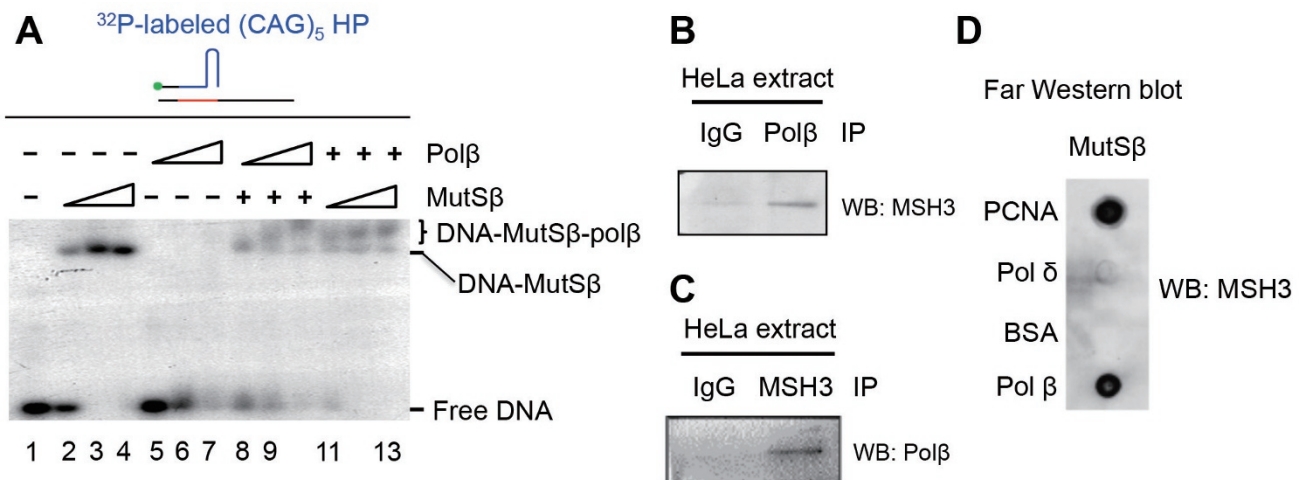 A
³²P-labeled (CAG)₅ HP
- - - - + + + Polβ
- - - - + + + MutSβ
DNA-MutSβ-polβ
DNA-MutSβ
Free DNA
1 2 3 4 5 6 7 8 9 11 13
B
HeLa extract
IgG Polβ IP
WB: MSH3
C
HeLa extract
IgG MSH3 IP
WB: Polβ
D
Far Western blot
MutSβ
PCNA
Pol δ
BSA
Pol β
WB: MSH3